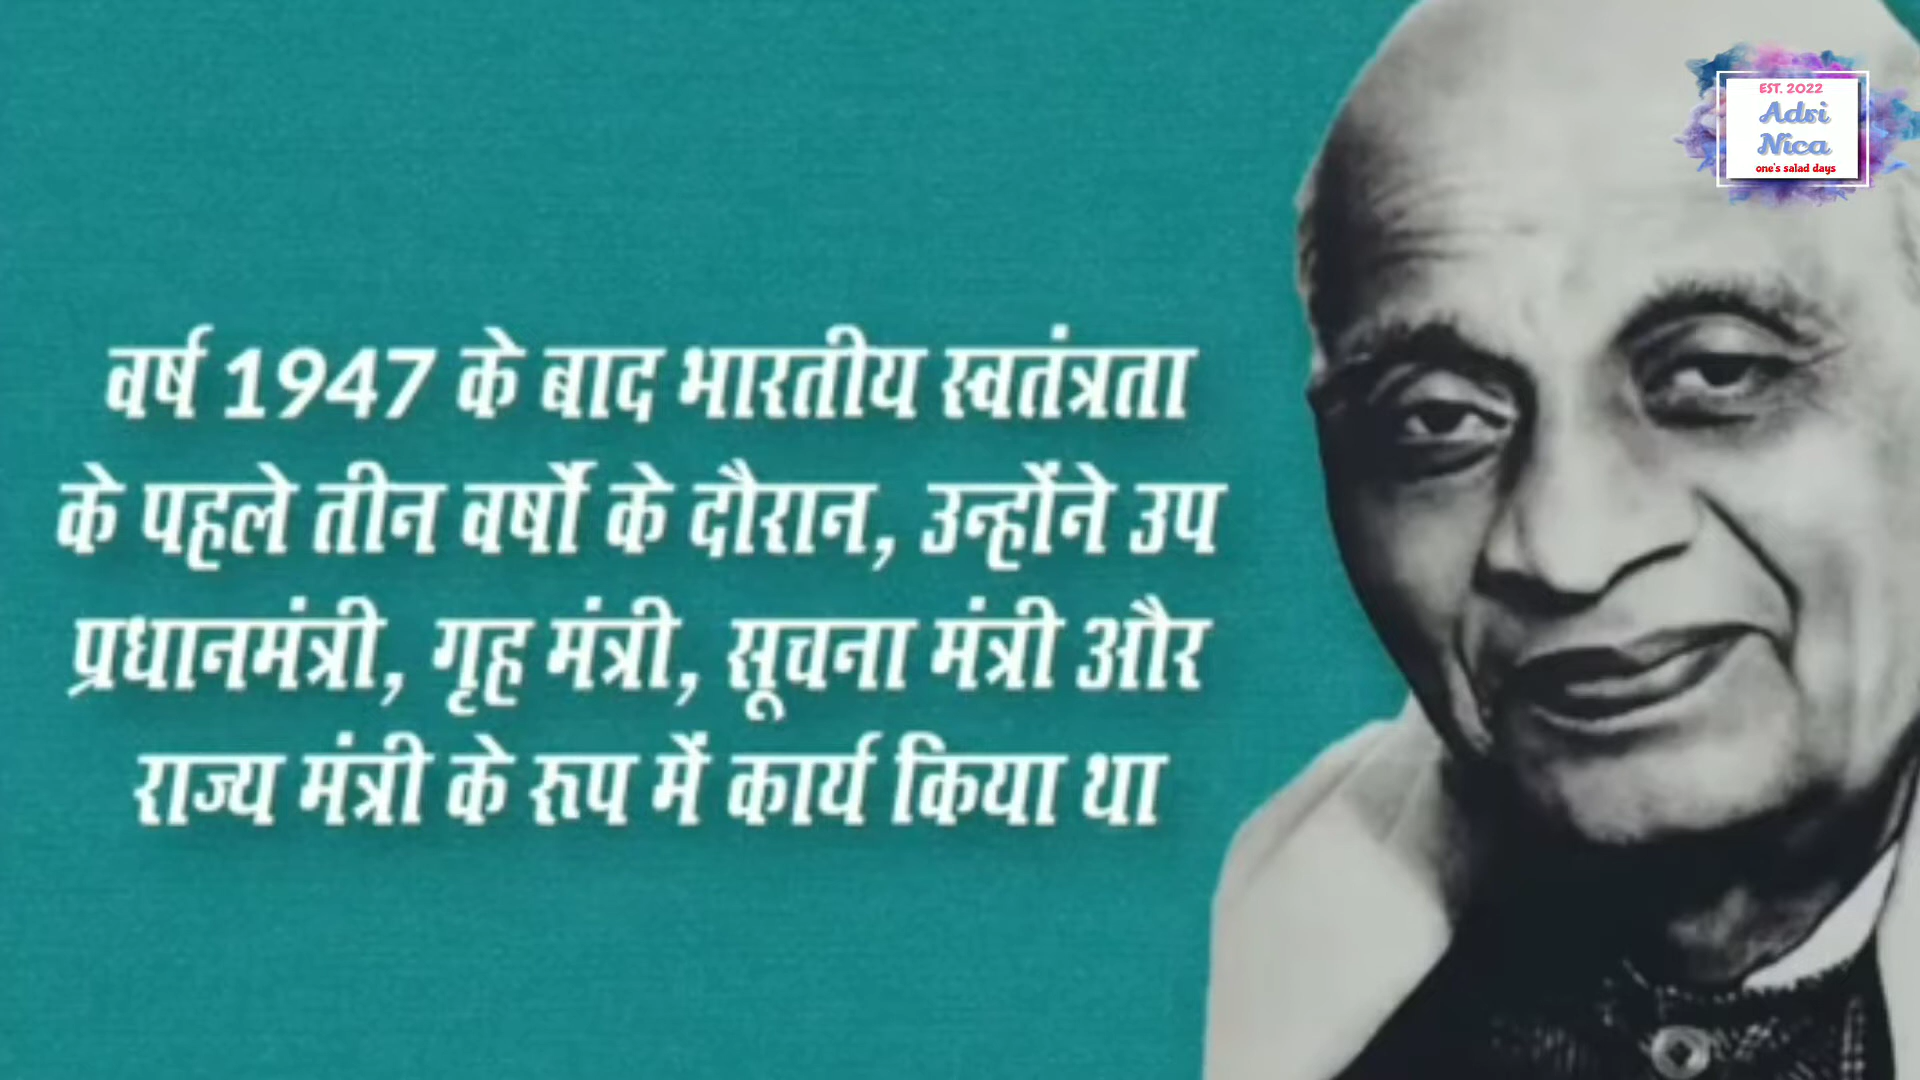 वर्ष 1947 के बाद भारतीय स्वतंत्रता
के पहले तीन वर्षों के दौरान, उन्होंने उप
प्रधानमंत्री, गृह मंत्री, सूचना मंत्री और
राज्य मंत्री के रूप में कार्य किया था
EST. 2022
Adri
Nica
one's salad days